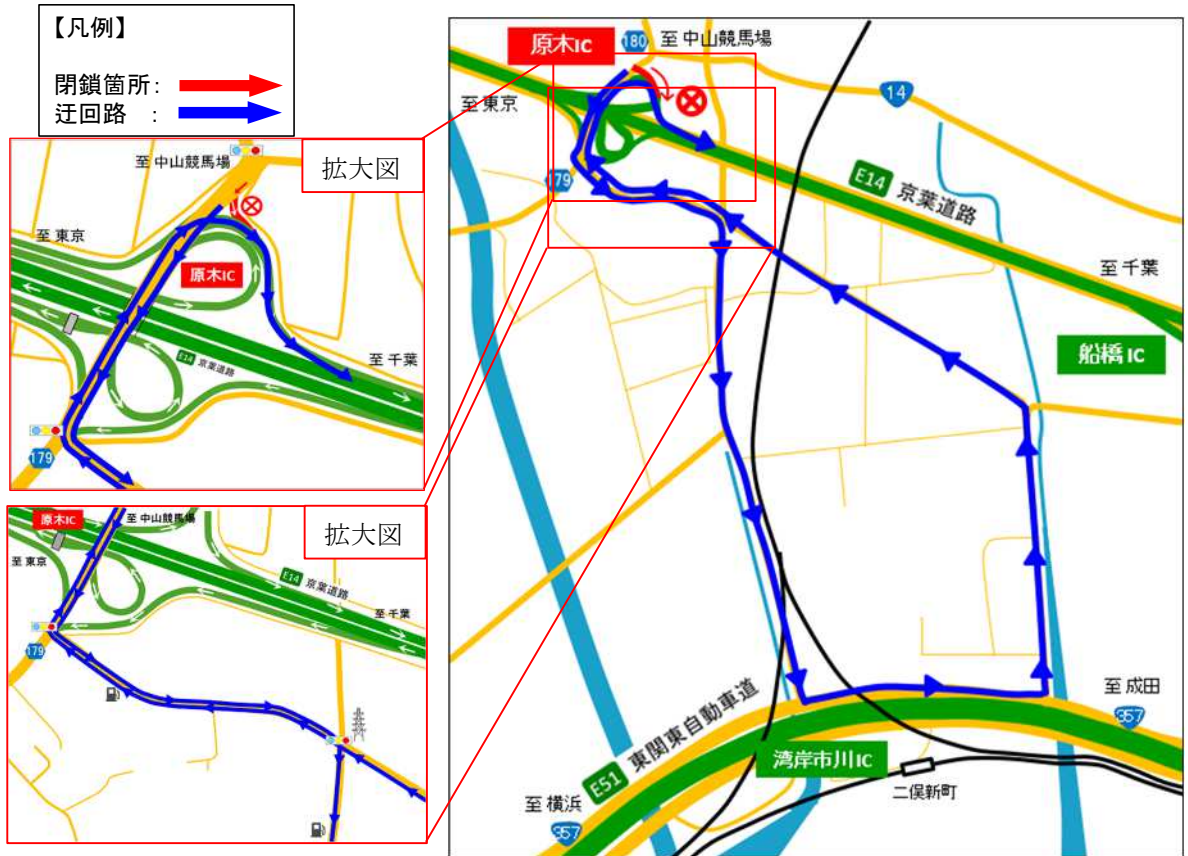 【凡例】
閉鎖箇所：
迂回路　：
至 中山競馬場
拡大図
至 東京
原木IC
至 千葉
E14 京葉道路
179
原木IC
至 中山競馬場
拡大図
至 東京
E14 京葉道路
至 千葉
179
原木IC
180
至 中山競馬場
14
至 東京
179
E14 京葉道路
至 千葉
船橋 IC
至 成田
357
E51 東関東自動車道
湾岸市川IC
二俣新町
至 横浜
357